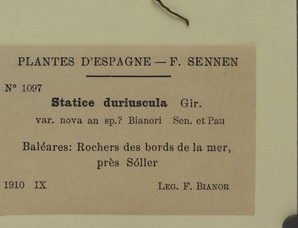 PLANTES D'ESPAGNE — F. SENNEN
N° 1097
Statice duriuscula Gir.
var. nova an sp.? Bianori Sen. et Pau
Baléares: Rochers des bords de la mer,
près Sóller
1910 IX LEG. F. BIANOR